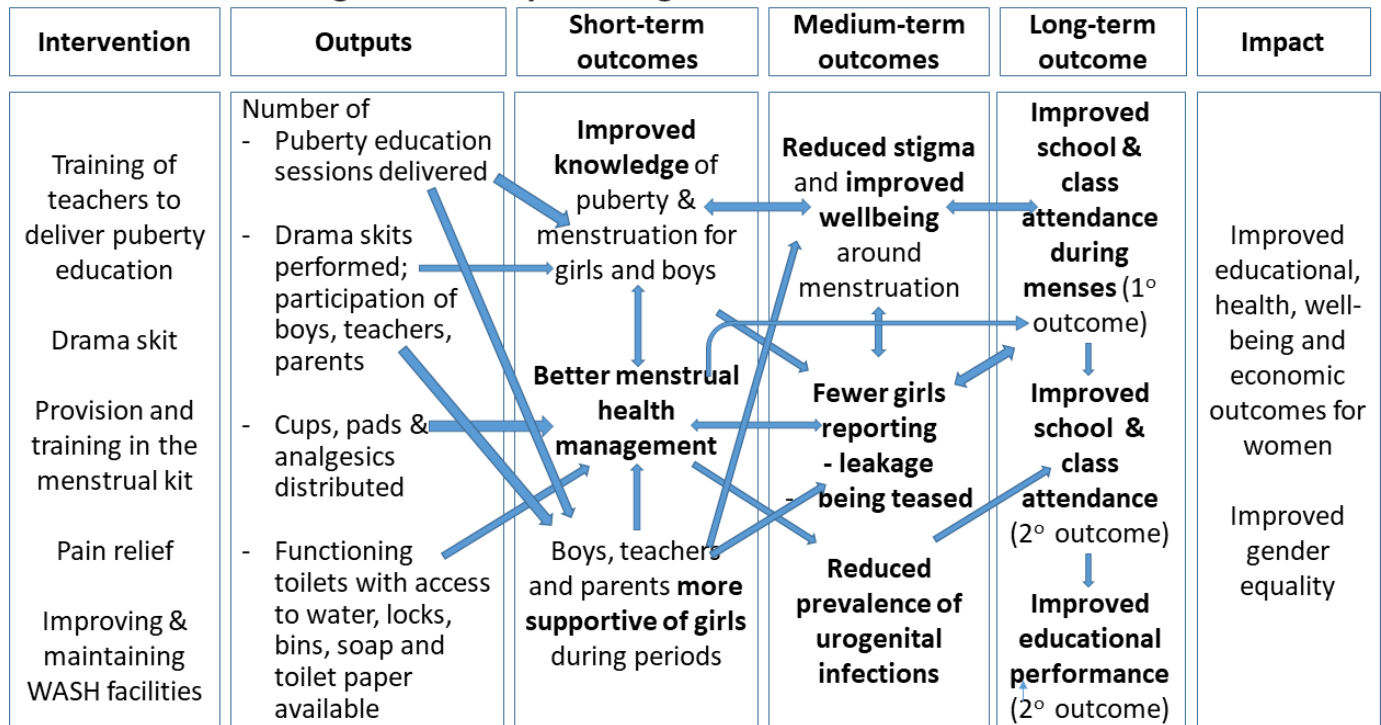 Intervention
Outputs
Short-term
outcomes
Medium-term
outcomes
Long-term
outcome
Impact
Training of
teachers to
deliver puberty
education
Drama skit
Provision and
training in the
menstrual kit
Pain relief
Improving &
maintaining
WASH facilities
Number of
- Puberty education
sessions delivered
- Drama skits
performed;
participation of
boys, teachers,
parents
- Cups, pads &
analgesics
distributed
- Functioning
toilets with access
to water, locks,
bins, soap and
toilet paper
available
Improved
knowledge of
puberty &
menstruation for
girls and boys
Better menstrual
health
management
Boys, teachers
and parents more
supportive of girls
during periods
Reduced stigma
and improved
wellbeing
around
menstruation
Fewer girls
reporting
- leakage
- being teased
Reduced
prevalence of
urogenital
infections
Improved
school &
class
attendance
during
menses (1º
outcome)
Improved
school &
class
attendance
(2º outcome)
Improved
educational
performance
(2º outcome)
Improved
educational,
health, well-
being and
economic
outcomes for
women
Improved
gender
equality